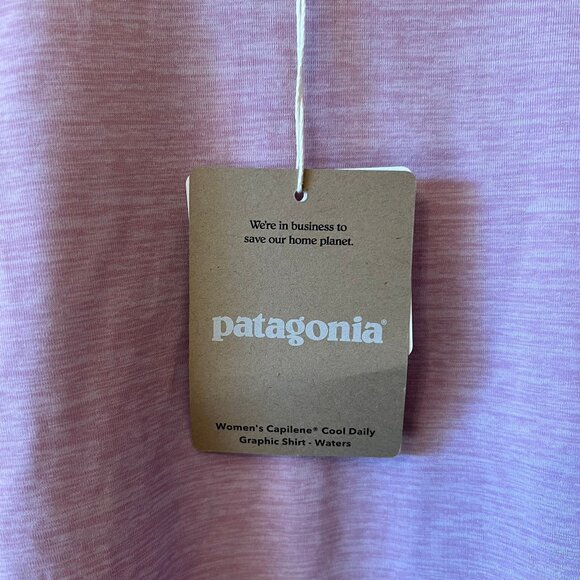 We're in business to
save our home planet.
patagonia®
Women's Capilene® Cool Daily
Graphic Shirt - Waters